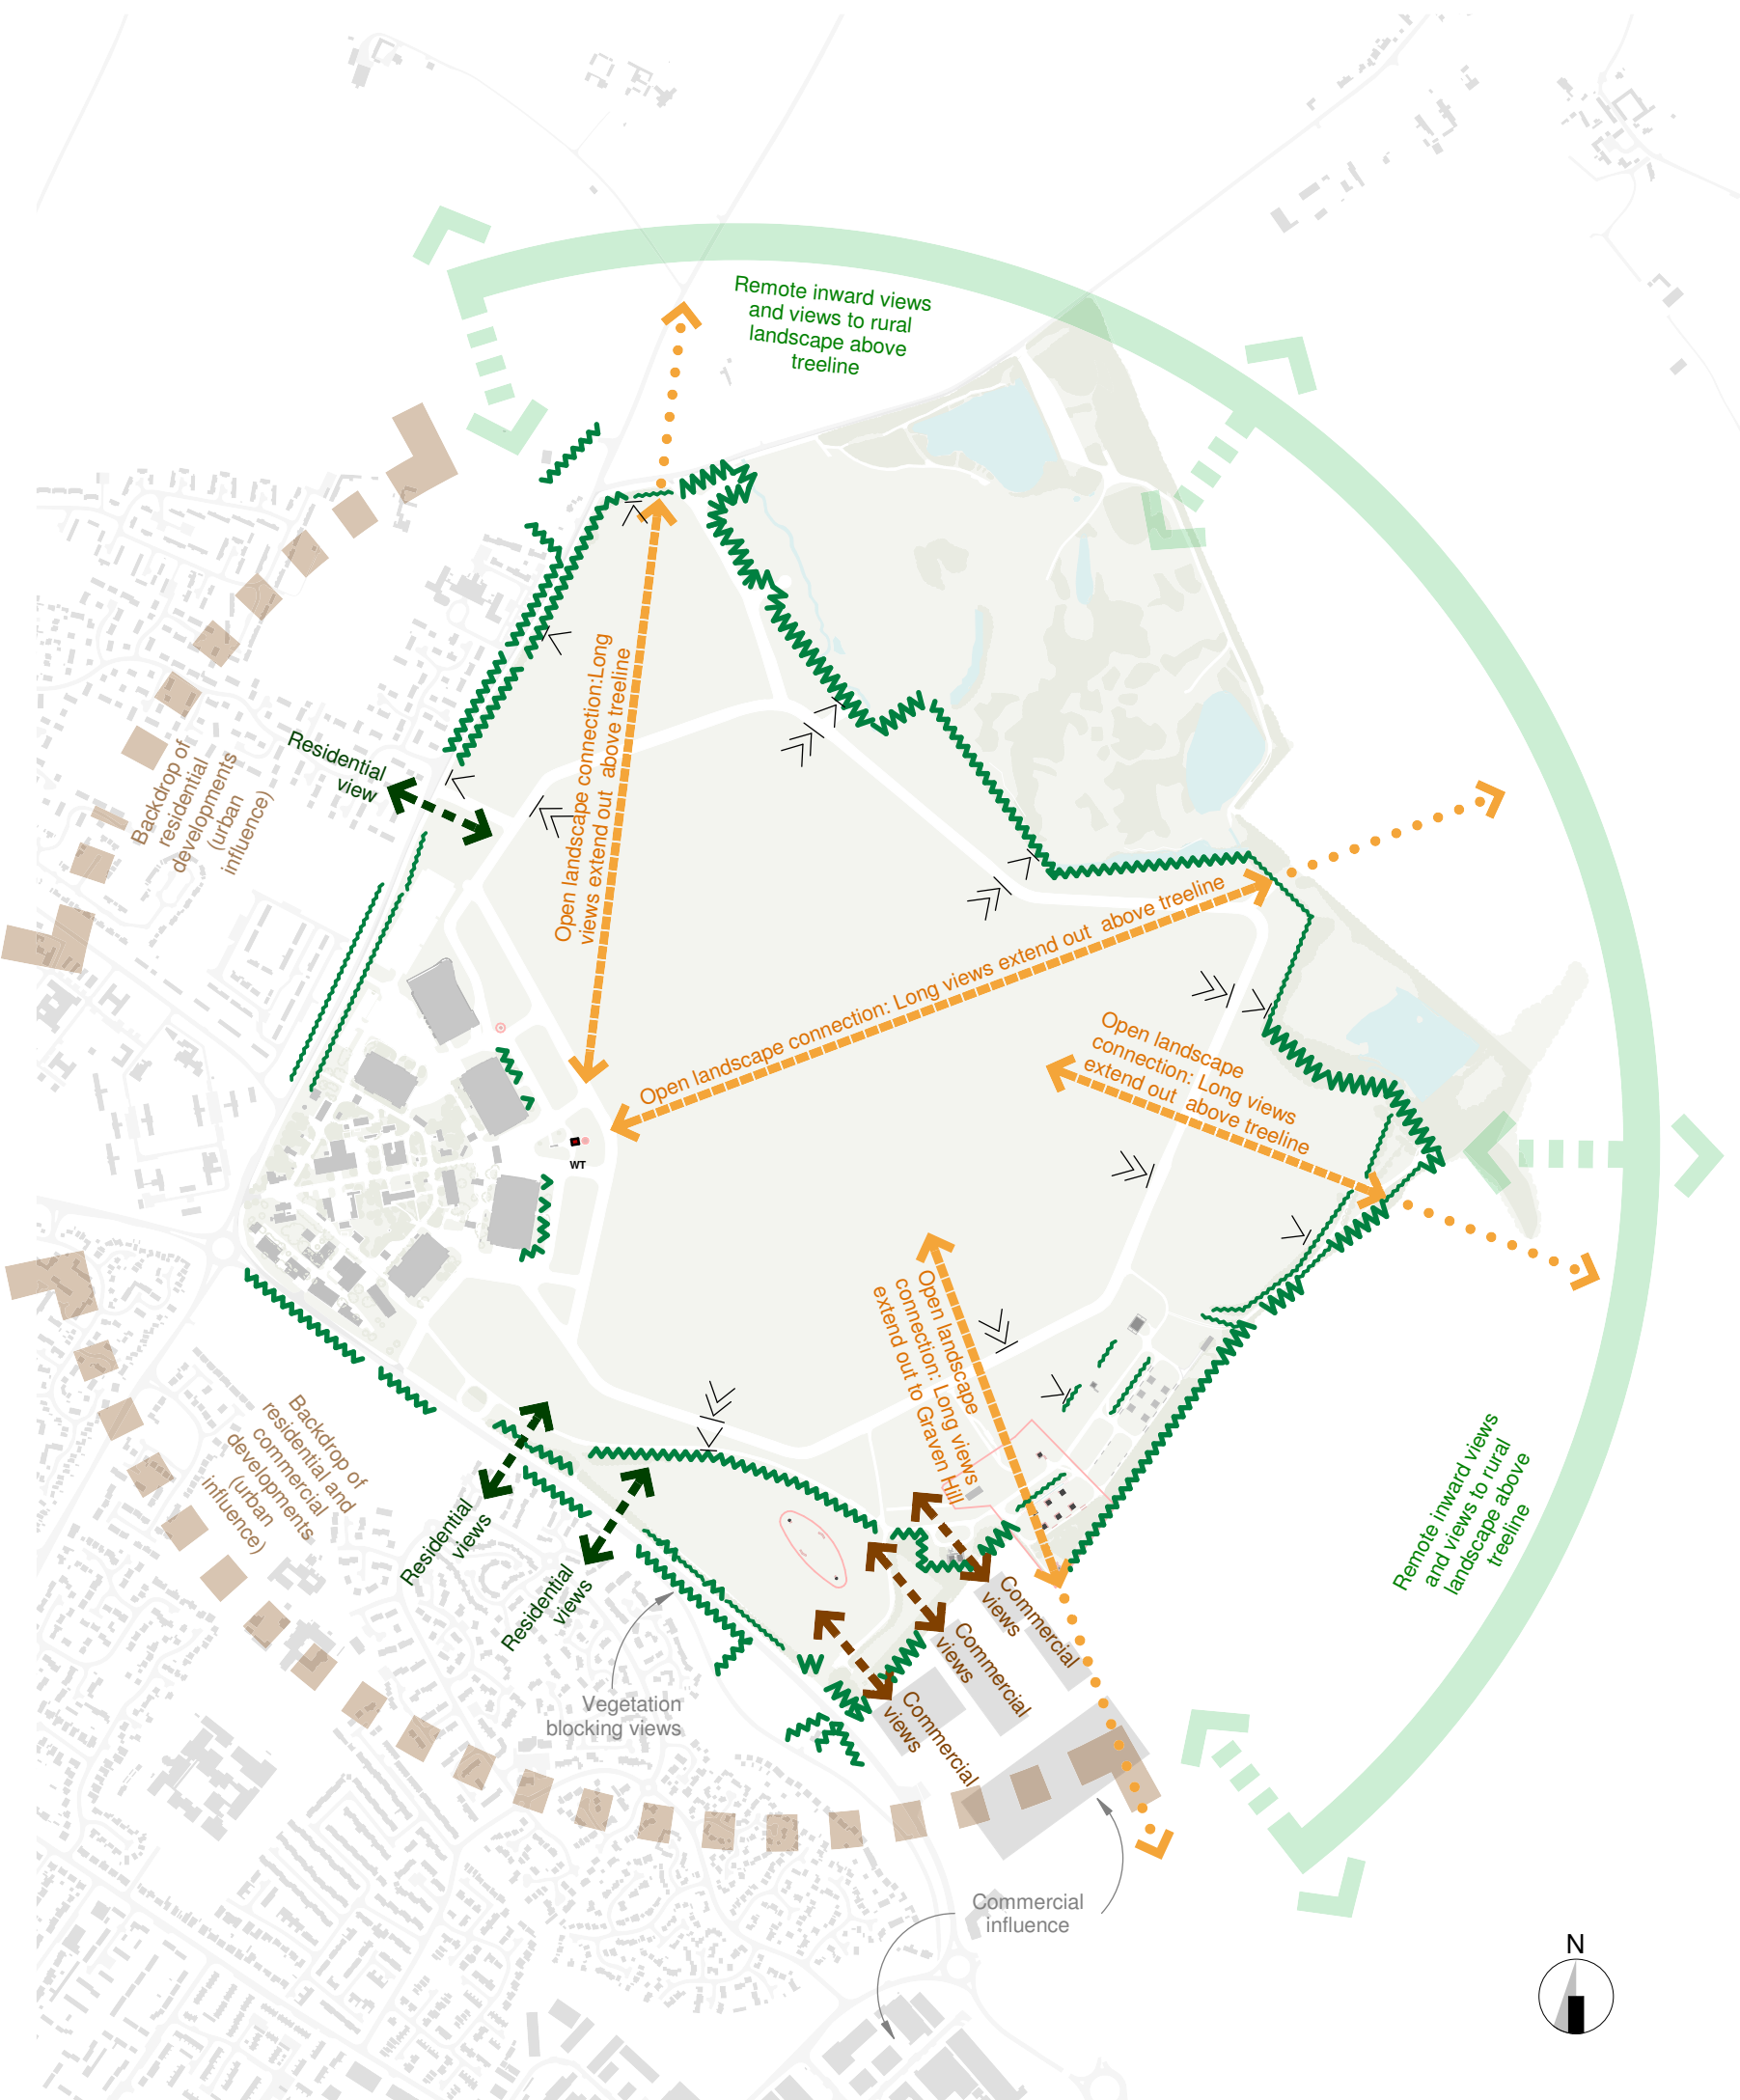 Remote inward views
and views to rural
landscape above
treeline
Open landscape connection:Long
views extend out above treeline
Residential
view
Backdrop of
residential
developments
(urban
influence)
Open landscape connection: Long views extend out above treeline
Open landscape
connection: Long views
extend out above treeline
WT
Open landscape
connection: Long views
extend out to Graven Hill
Backdrop of
residential and
commercial
developments
(urban
influence)
Residential
views
Residential
views
Commercial
views
Commercial
views
Commercial
views
Vegetation
blocking views
Remote inward views
and views to rural
landscape above
treeline
Commercial
influence
N